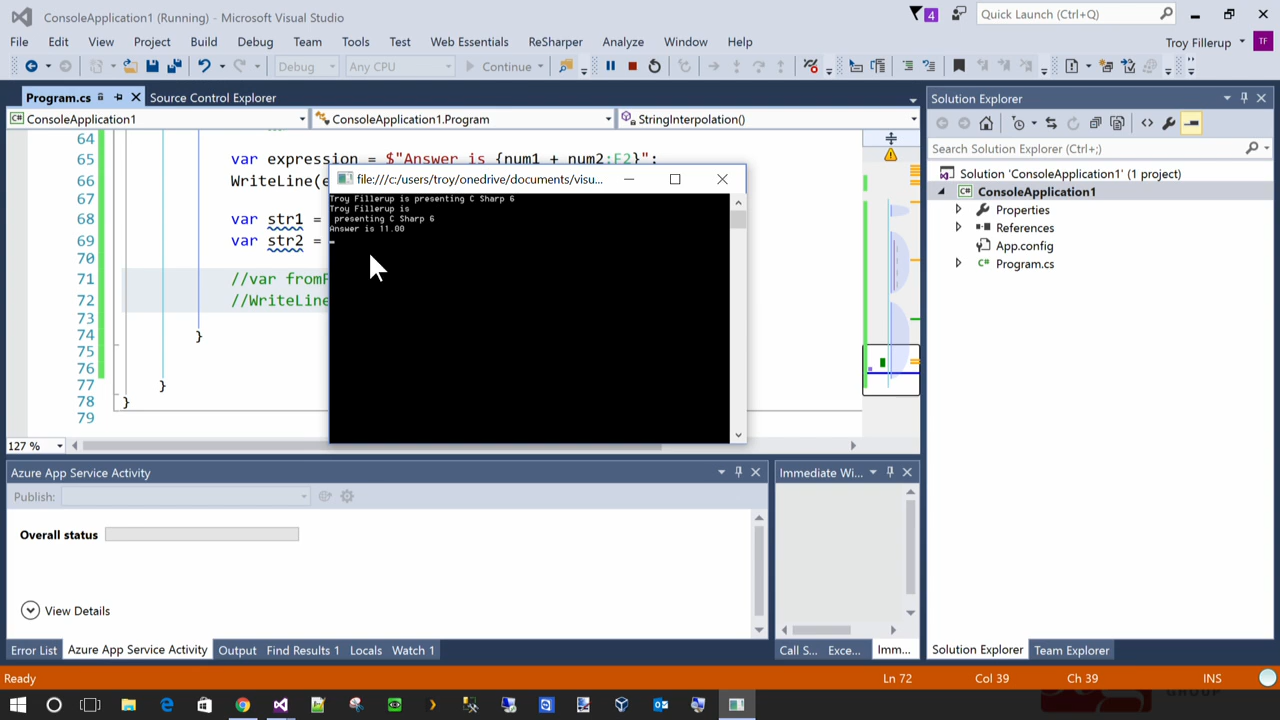 ConsoleApplication1 (Running) - Microsoft Visual Studio
4
Quick Launch (Ctrl+Q)
File Edit View Project Build Debug Team Tools Test Web Essentials ReSharper Analyze Window Help
Troy Fillerup TF
Debug Any CPU Continue
Program.cs Source Control Explorer
ConsoleApplication1 ConsoleApplication1.Program StringInterpolation()
64
65 var expression = $"Answer is {num1 + num2:F2}";
66 WriteLine(e
67
68 var str1 =
69 var str2 =
70
71 //var fromF
72 //WriteLine
73
74 }
75
76
77 }
78 }
79
127 %
file:///c:/users/troy/onedrive/documents/visu...
Troy Fillerup is presenting C Sharp 6
Troy Fillerup is
presenting C Sharp 6
Answer is 11.00
Solution Explorer
Search Solution Explorer (Ctrl+;)
Solution 'ConsoleApplication1' (1 project)
ConsoleApplication1
Properties
References
App.config
C# Program.cs
Azure App Service Activity
Publish:
Overall status
View Details
Immediate Wi...
Error List Azure App Service Activity Output Find Results 1 Locals Watch 1
Call S... Exce... Imm...
Solution Explorer Team Explorer
Ready Ln 72 Col 39 Ch 39 INS
GROUP